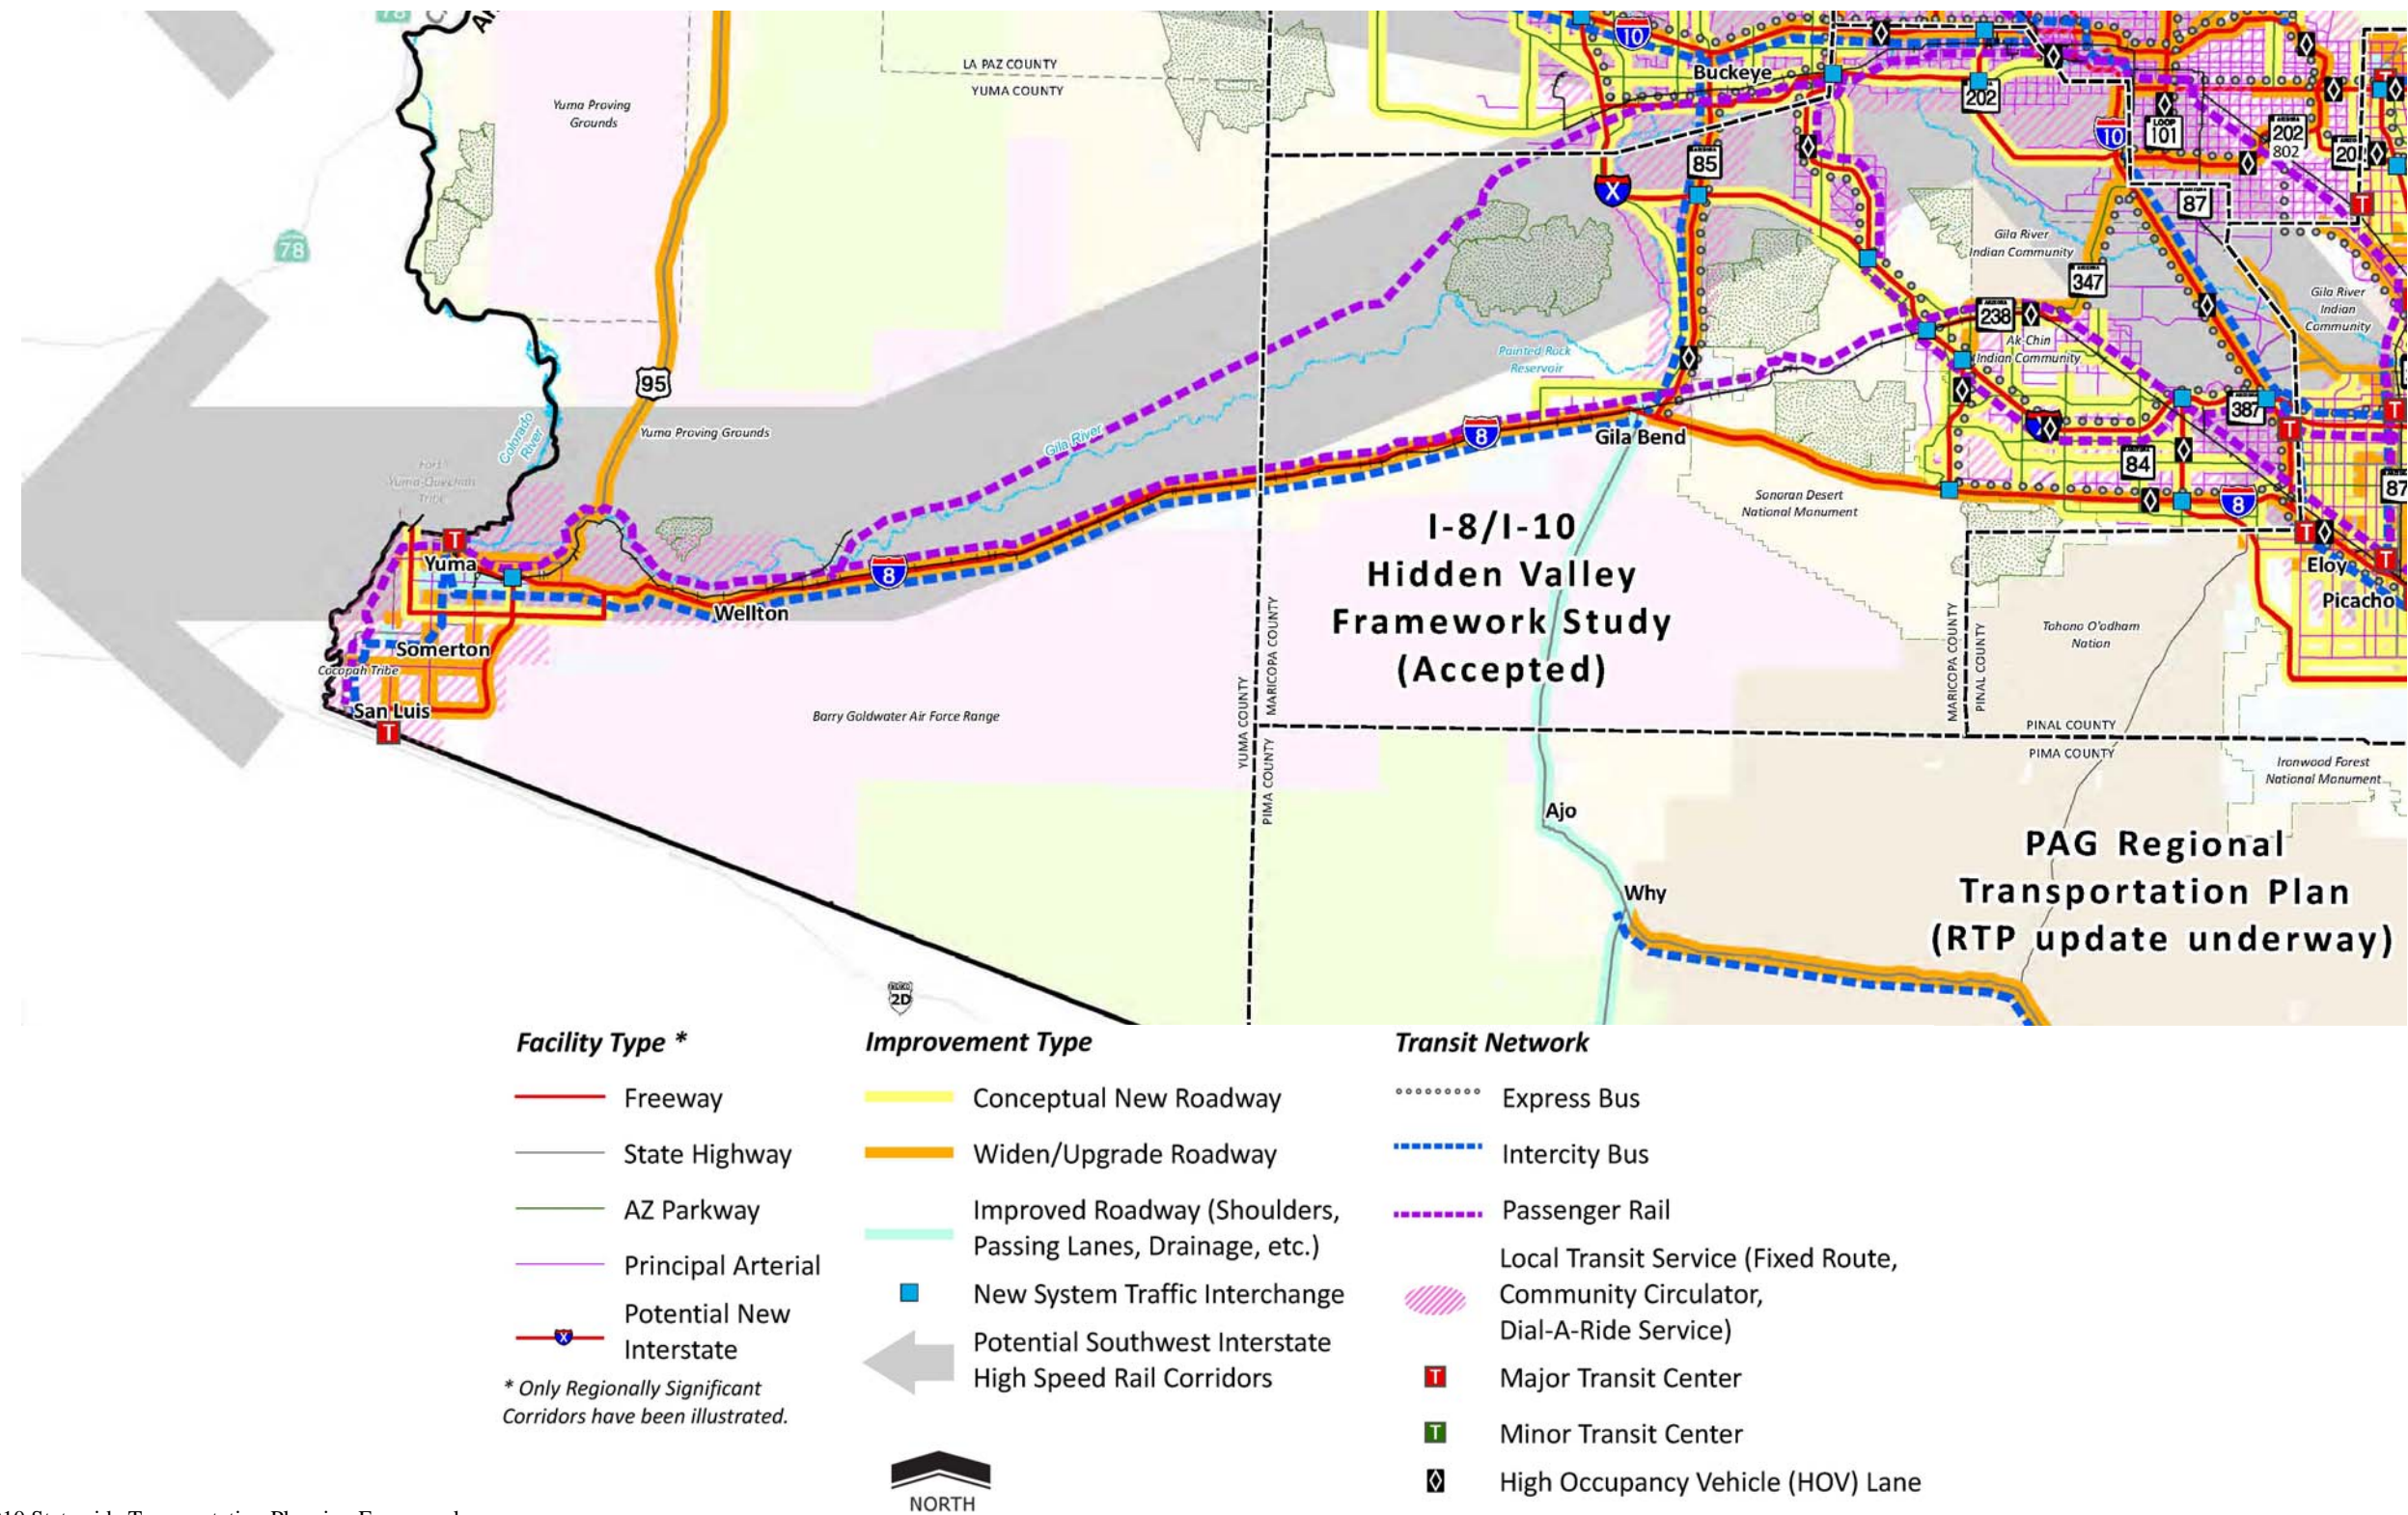 78
LA PAZ COUNTY
YUMA COUNTY
Yuma Proving
Grounds
10
Buckeye
202
10
LOOP
101
202
802
85
X
87
78
Gila River
Indian Community
347
Gila River
Indian
Community
238
Ak-Chin
Indian Community
Painted Rock
Reservoir
95
Colorado
River
Yuma Proving Grounds
Gila River
8
Gila Bend
387
84
87
8
Fort
Yuma-Quechan
Tribe
Sonoran Desert
National Monument
I-8/I-10
Hidden Valley
Framework Study
(Accepted)
T
Yuma
8
Wellton
Eloy
Picacho
Somerton
Cocopah Tribe
San Luis
T
Tohono O'odham
Nation
MARICOPA COUNTY
PINAL COUNTY
YUMA COUNTY
MARICOPA COUNTY
PIMA COUNTY
Barry Goldwater Air Force Range
PINAL COUNTY
PIMA COUNTY
Ironwood Forest
National Monument
Ajo
Why
PAG Regional
Transportation Plan
(RTP update underway)
2D
Facility Type *
Freeway
State Highway
AZ Parkway
Principal Arterial
X
Potential New
Interstate
* Only Regionally Significant
Corridors have been illustrated.
Improvement Type
Conceptual New Roadway
Widen/Upgrade Roadway
Improved Roadway (Shoulders,
Passing Lanes, Drainage, etc.)
New System Traffic Interchange
Potential Southwest Interstate
High Speed Rail Corridors
NORTH
Transit Network
Express Bus
Intercity Bus
Passenger Rail
Local Transit Service (Fixed Route,
Community Circulator,
Dial-A-Ride Service)
T Major Transit Center
T Minor Transit Center
High Occupancy Vehicle (HOV) Lane